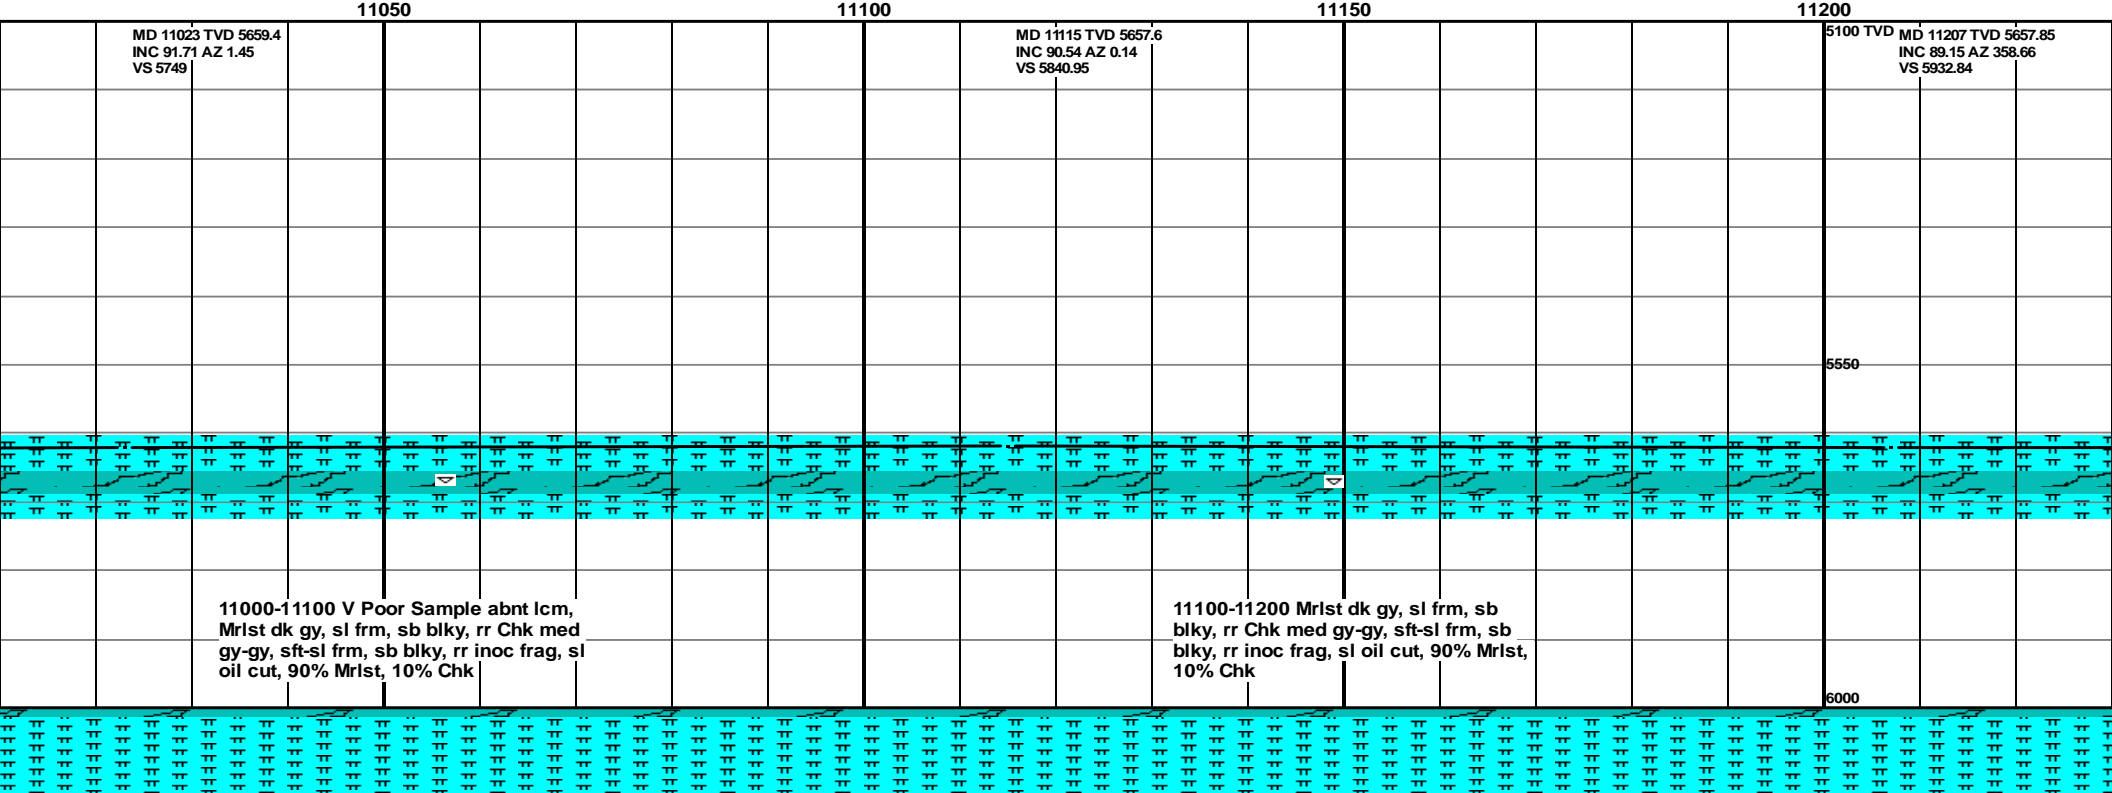 11050
11100
11150
11200
MD 11023 TVD 5659.4
INC 91.71 AZ 1.45
VS 5749
MD 11115 TVD 5657.6
INC 90.54 AZ 0.14
VS 5840.95
5100 TVD
MD 11207 TVD 5657.85
INC 89.15 AZ 358.66
VS 5932.84
5550
11000-11100 V Poor Sample abnt lcm,
Mrlst dk gy, sl frm, sb blky, rr Chk med
gy-gy, sft-sl frm, sb blky, rr inoc frag, sl
oil cut, 90% Mrlst, 10% Chk
11100-11200 Mrlst dk gy, sl frm, sb
blky, rr Chk med gy-gy, sft-sl frm, sb
blky, rr inoc frag, sl oil cut, 90% Mrlst,
10% Chk
6000